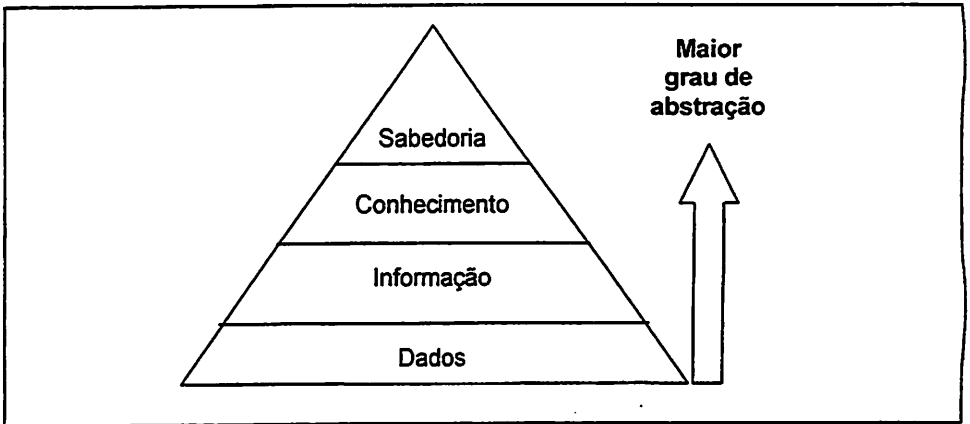 Maior
grau de
abstração
Sabedoria
Conhecimento
Informação
Dados